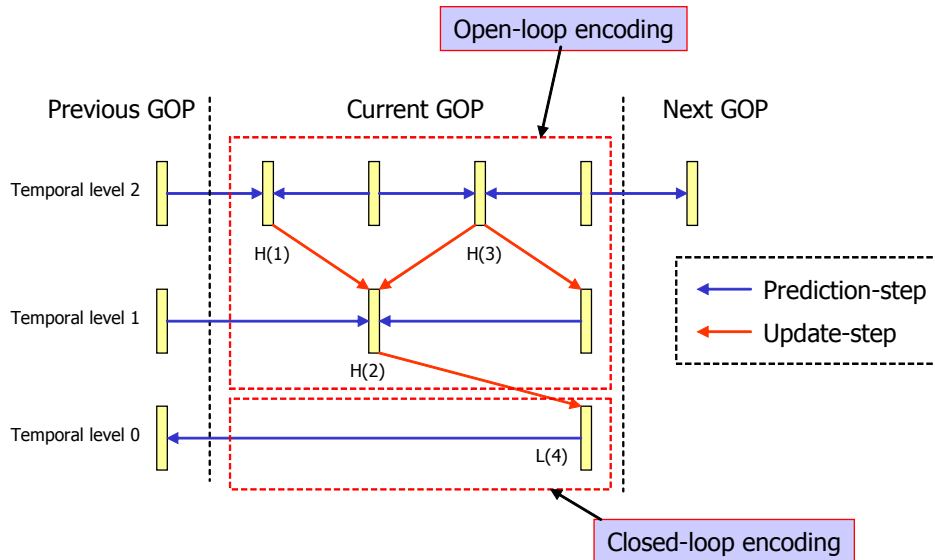 Open-loop encoding
Previous GOP
Current GOP
Next GOP
Temporal level 2
H(1)
H(3)
Prediction-step
Temporal level 1
Update-step
H(2)
Temporal level 0
L(4)
Closed-loop encoding